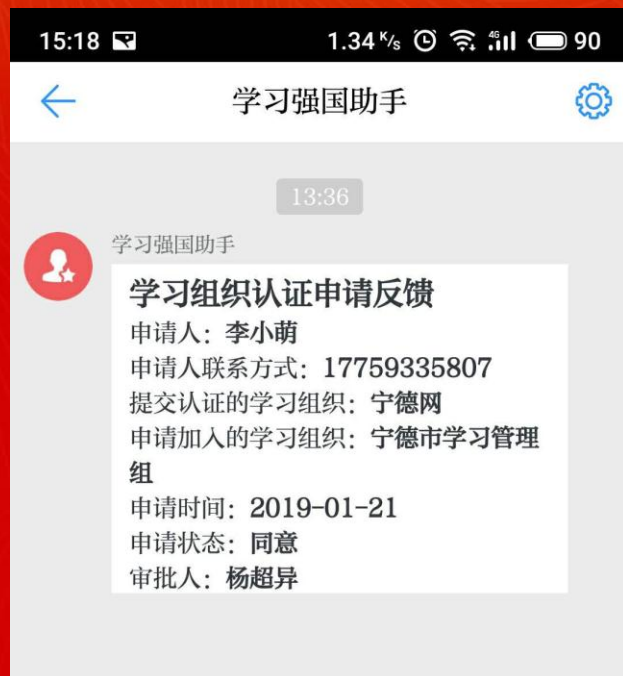 15:18 1.34 K/s 4G 90
学习强国助手
13:36
学习强国助手
学习组织认证申请反馈
申请人：李小萌
申请人联系方式：17759335807
提交认证的学习组织：宁德网
申请加入的学习组织：宁德市学习管理
组
申请时间：2019-01-21
申请状态：同意
审批人：杨超异